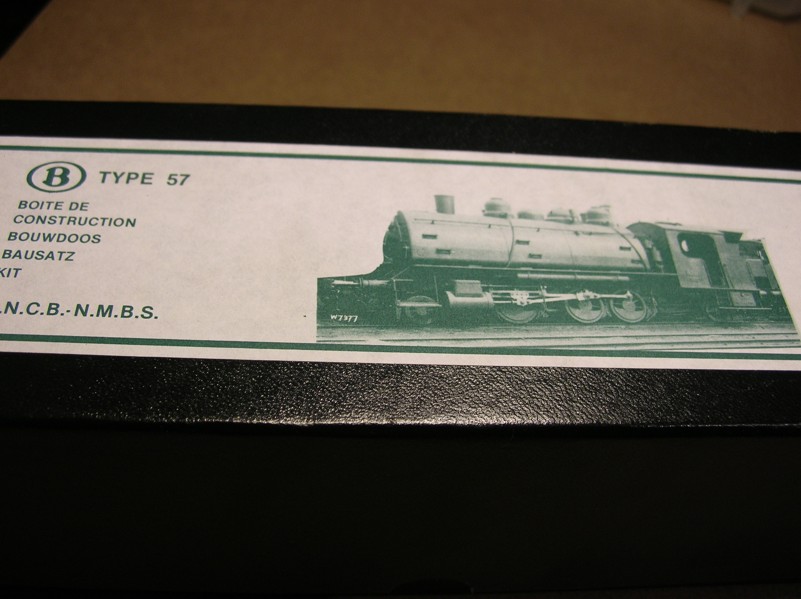 B TYPE 57
BOITE DE
CONSTRUCTION
BOUWDOOS
BAUSATZ
KIT
.N.C.B.-N.M.B.S.
W7377